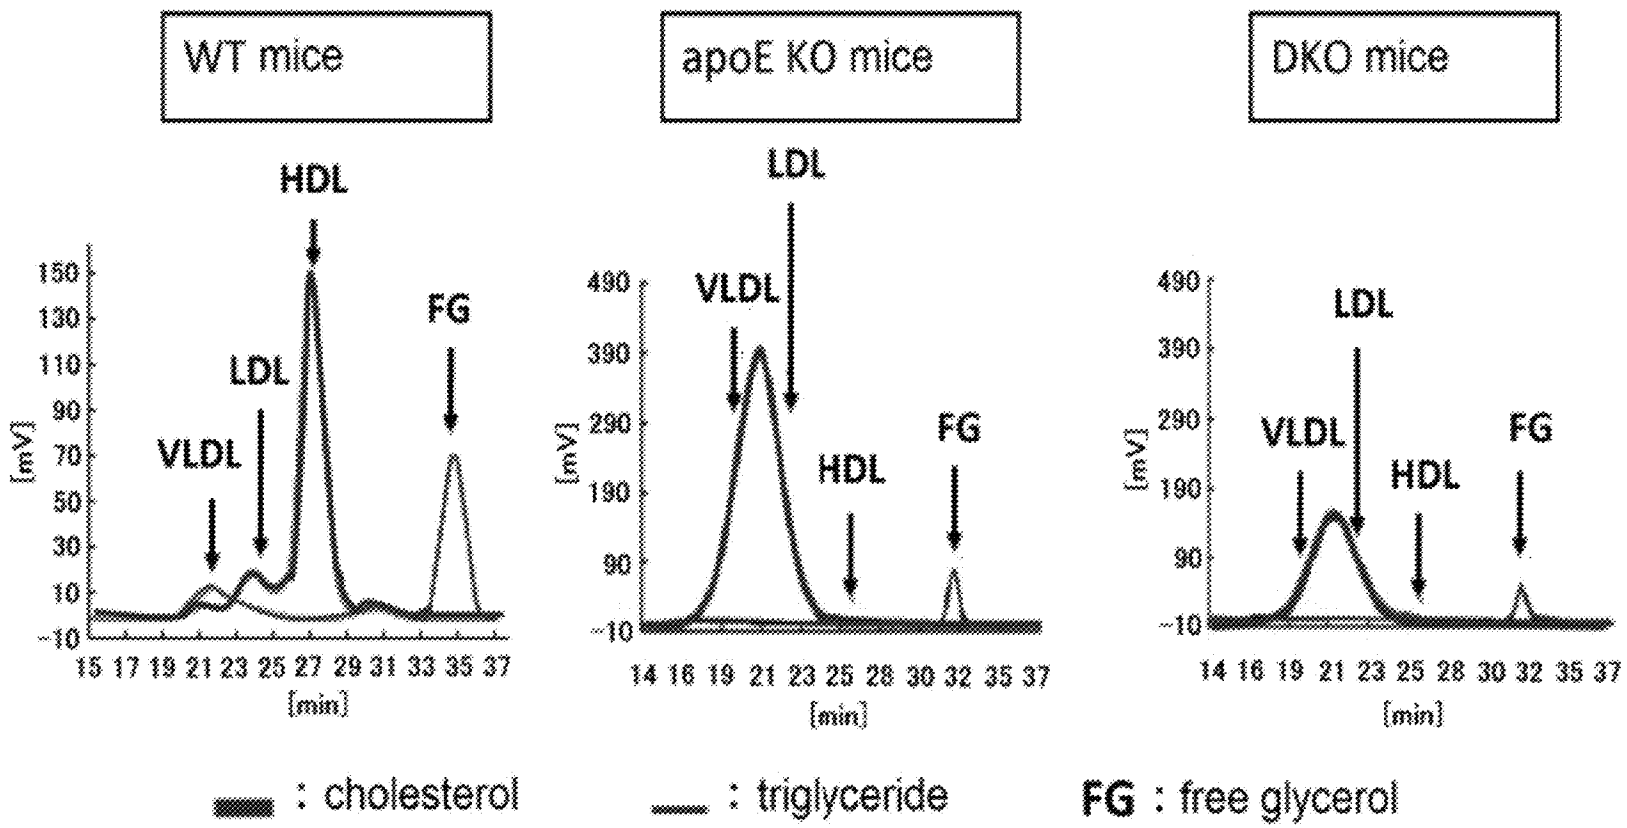 WT mice
apoE KO mice
DKO mice
HDL
FG
LDL
VLDL
[mV]
150
130
110
90
70
50
30
10
-10
15 17 19 21 23 25 27 29 31 33 35 37
[min]
LDL
VLDL
HDL
FG
[mV]
490
390
290
190
90
-10
14 16 19 21 23 25 28 30 32 35 37
[min]
LDL
VLDL
HDL
FG
[mV]
490
390
290
190
90
-10
14 16 19 21 23 25 28 30 32 35 37
[min]
: cholesterol
: triglyceride
FG : free glycerol